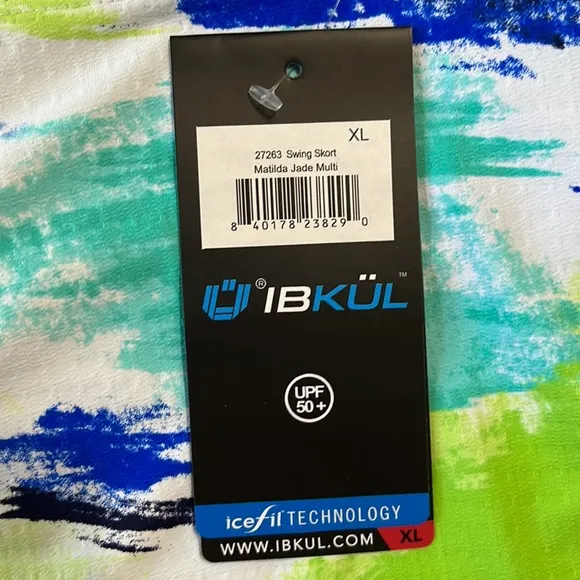 XL
27263 Swing Skort
Matilda Jade Multi
8 40178 23829 0
® IBKÜL ™
UPF
50+
icefil TECHNOLOGY
WWW.IBKUL.COM XL